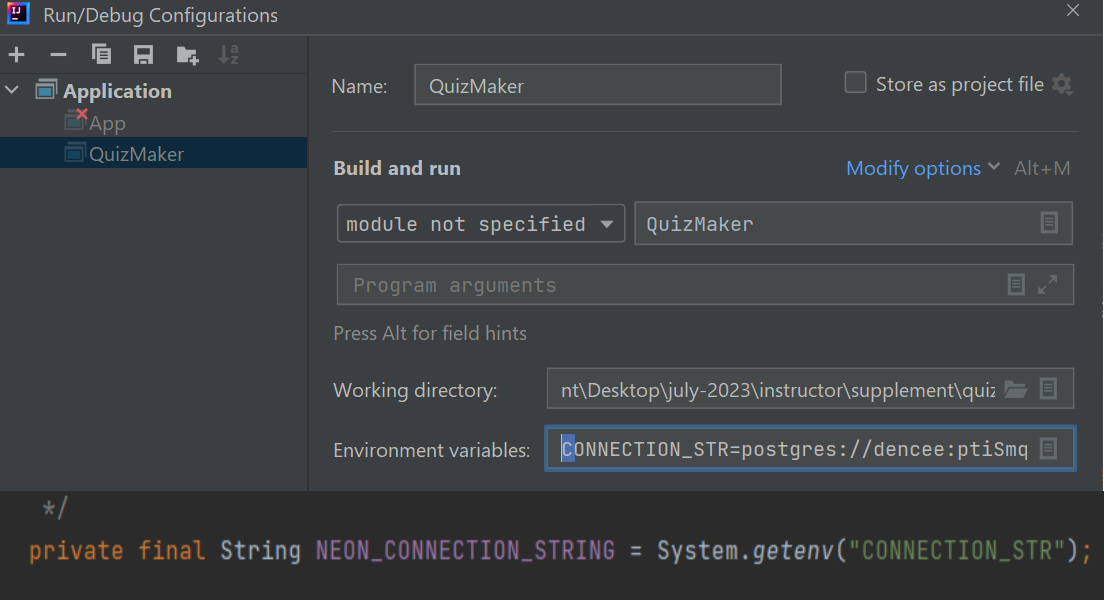 Run/Debug Configurations
Application
App
QuizMaker
Name: QuizMaker
Store as project file
Build and run
Modify options Alt+M
module not specified QuizMaker
Program arguments
Press Alt for field hints
Working directory: nt\Desktop\july-2023\instructor\supplement\quiz
Environment variables: CONNECTION_STR=postgres://dencee:ptiSmq
*/
private final String NEON_CONNECTION_STRING = System.getenv("CONNECTION_STR");